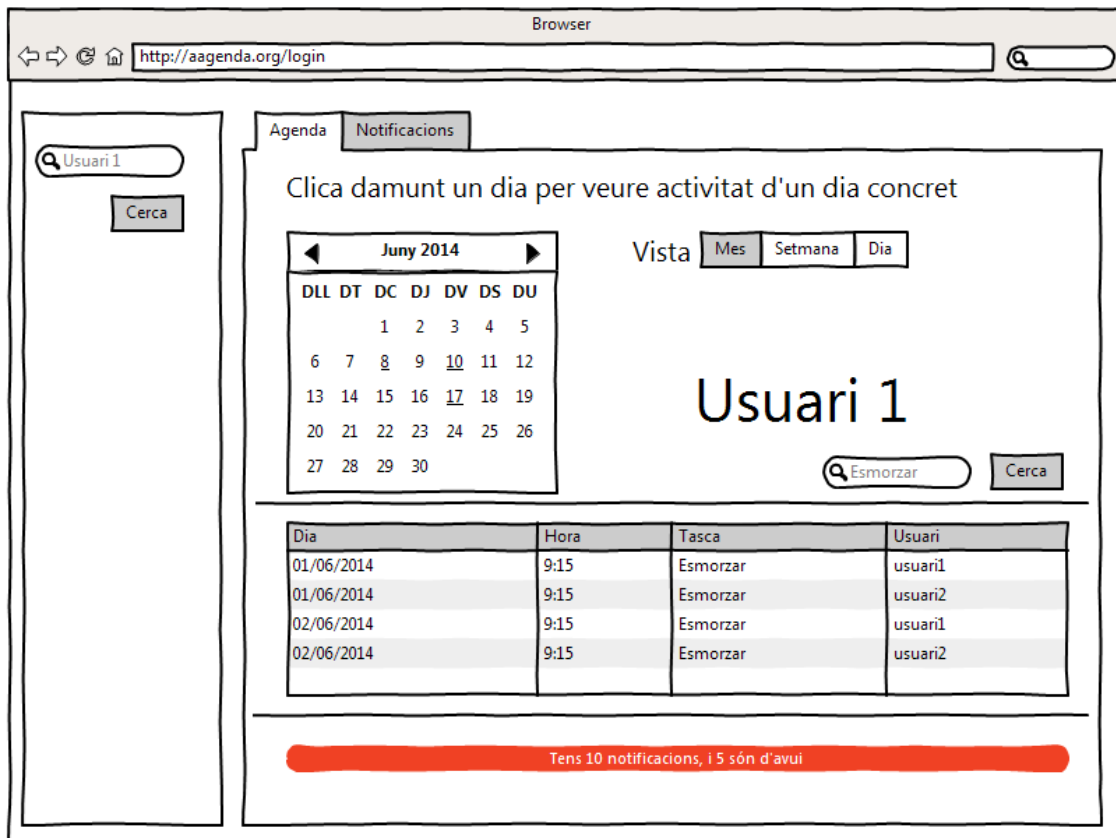 Browser
http://aagenda.org/login
Usuari 1
Cerca
Agenda Notificacions
Clica damunt un dia per veure activitat d'un dia concret
Juny 2014
DLL DT DC DJ DV DS DU
1 2 3 4 5
6 7 8 9 10 11 12
13 14 15 16 17 18 19
20 21 22 23 24 25 26
27 28 29 30
Vista Mes Setmana Dia
Usuari 1
Esmorzar Cerca
Dia Hora Tasca Usuari
01/06/2014 9:15 Esmorzar usuari1
01/06/2014 9:15 Esmorzar usuari2
02/06/2014 9:15 Esmorzar usuari1
02/06/2014 9:15 Esmorzar usuari2
Tens 10 notificacions, i 5 són d'avui